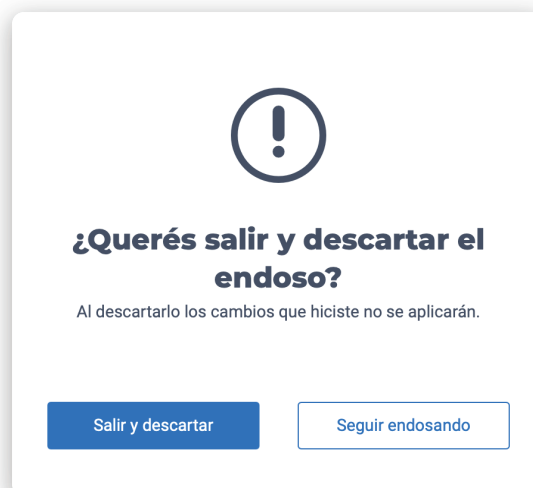 ¿Querés salir y descartar el
endoso?
Al descartarlo los cambios que hiciste no se aplicarán.
Salir y descartar
Seguir endosando